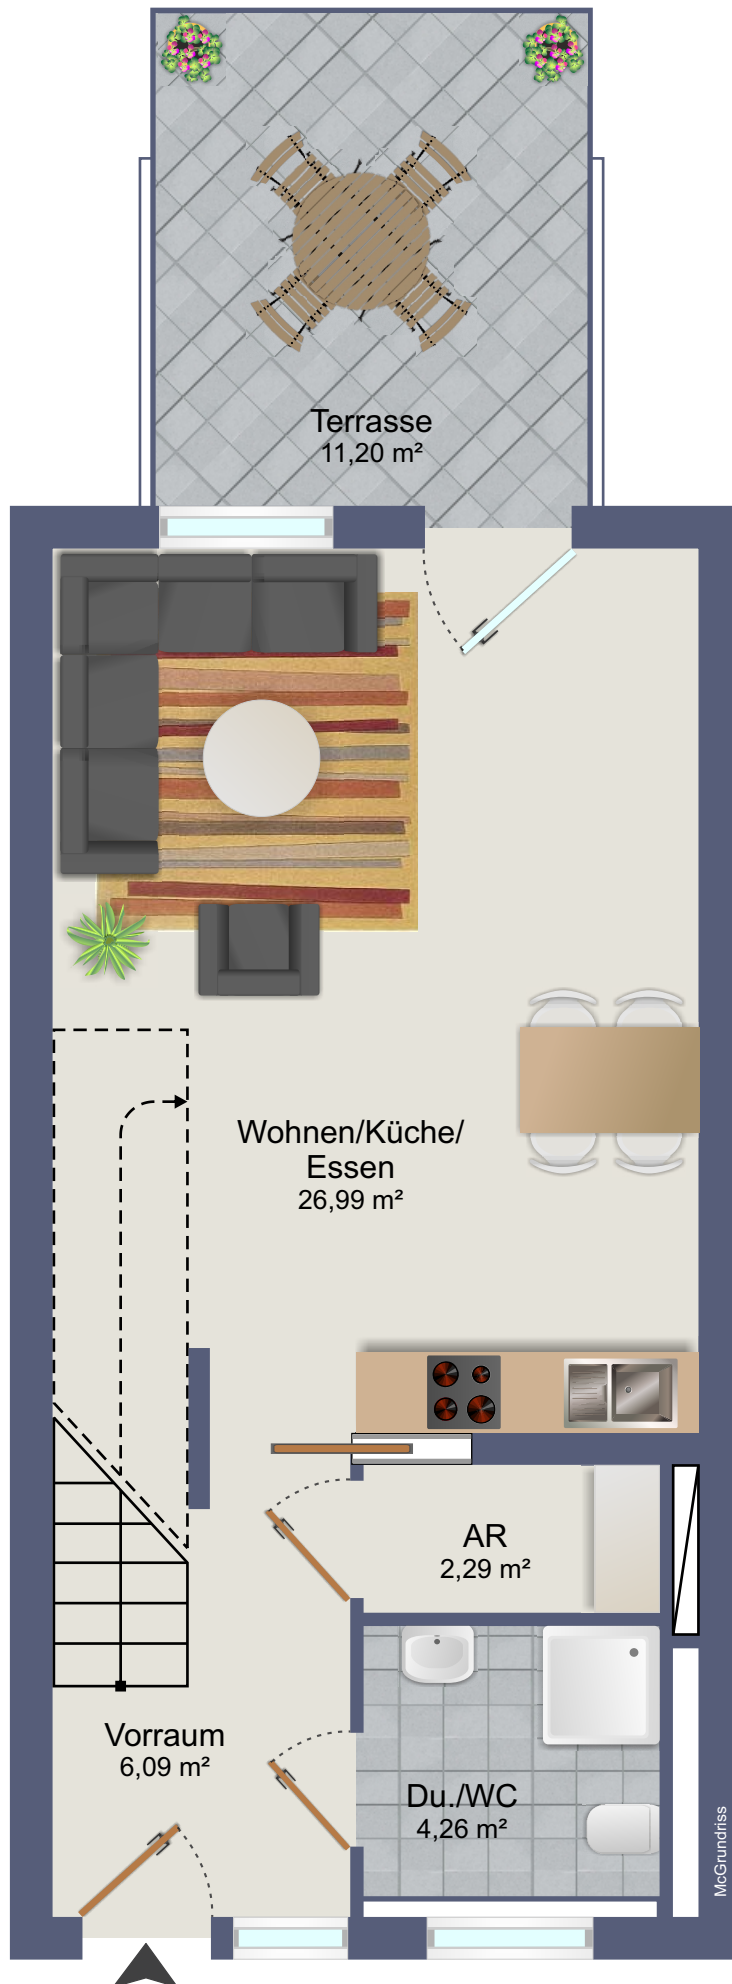 Terrasse
11,20 m²
Wohnen/Küche/
Essen
26,99 m²
AR
2,29 m²
Vorraum
6,09 m²
Du./WC
4,26 m²
McGrundriss